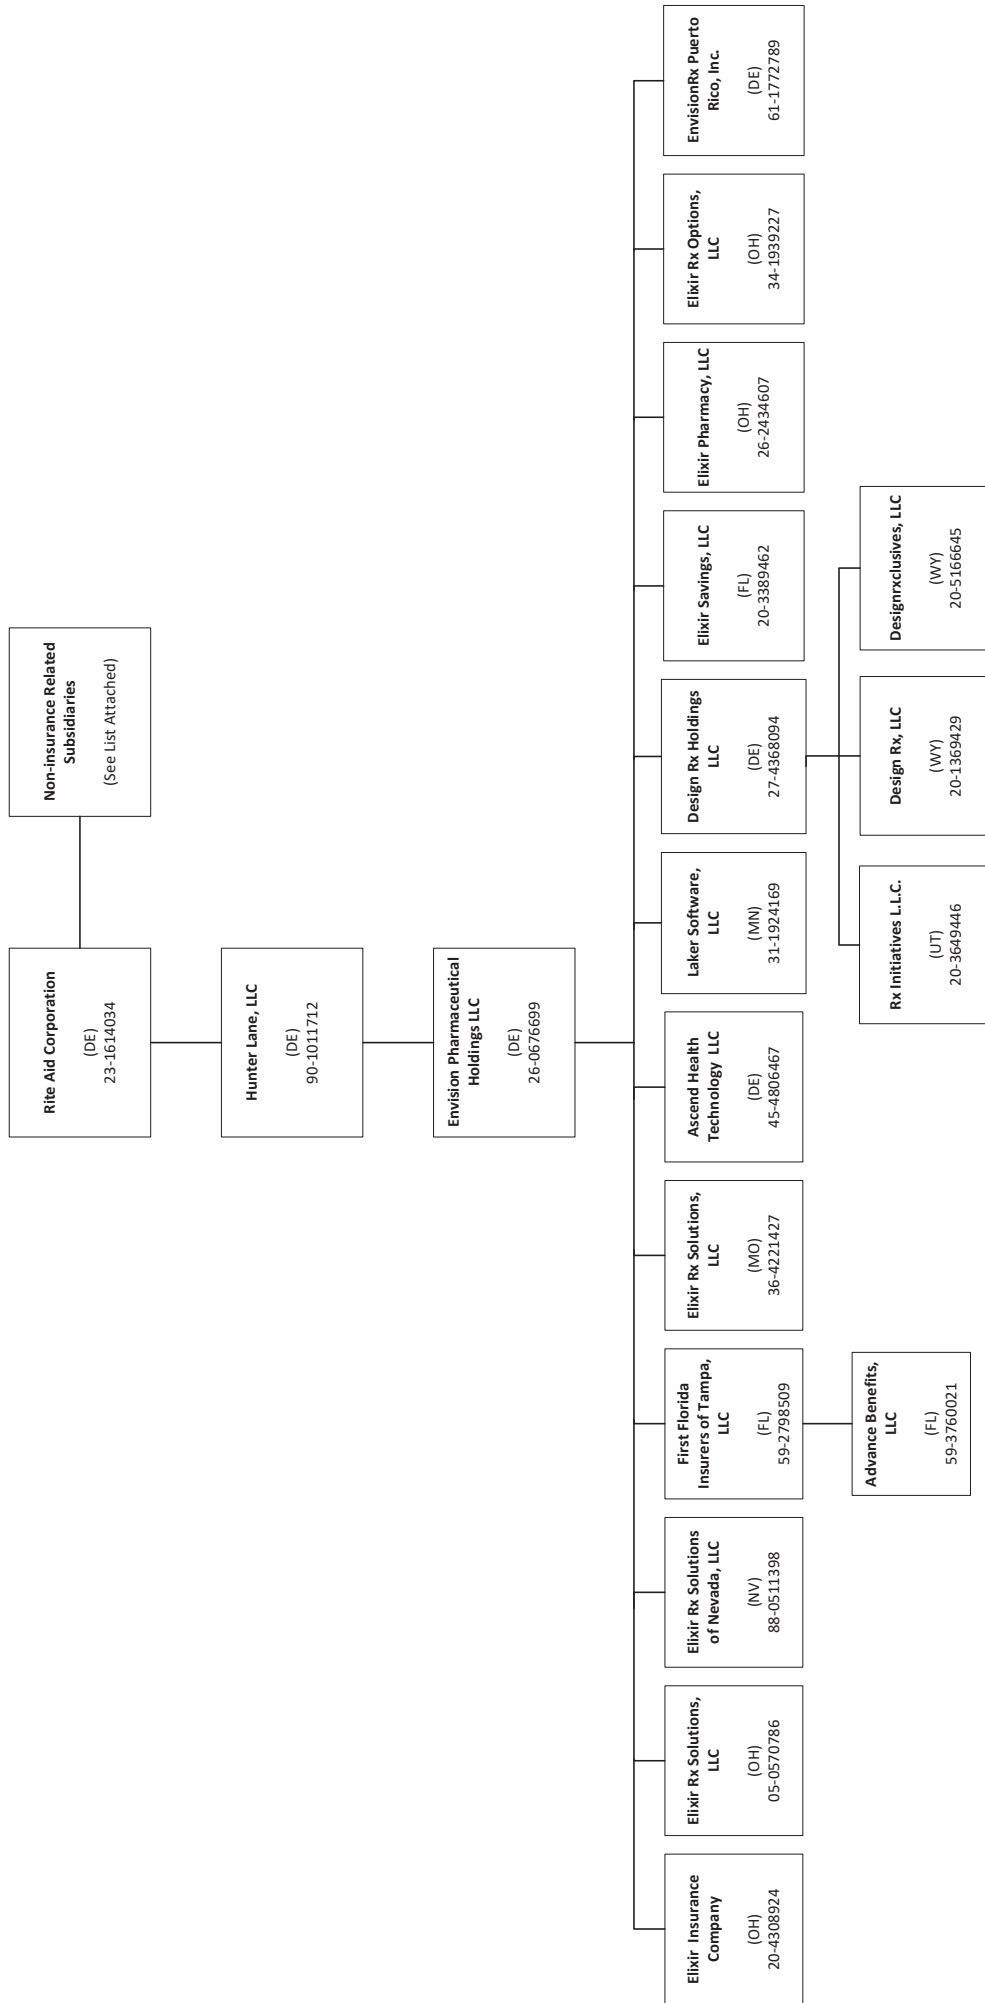 Rite Aid Corporation
(DE)
23-1614034
Non-insurance Related
Subsidiaries
(See List Attached)
Hunter Lane, LLC
(DE)
90-1011712
Envision Pharmaceutical
Holdings LLC
(DE)
26-0676699
Elixir Insurance
Company
(OH)
20-4308924
Elixir Rx Solutions,
LLC
(OH)
05-0570786
Elixir Rx Solutions
of Nevada, LLC
(NV)
88-0511398
First Florida
Insurers of Tampa,
LLC
(FL)
59-2798509
Elixir Rx Solutions,
LLC
(MO)
36-4221427
Ascend Health
Technology LLC
(DE)
45-4806467
Laker Software,
LLC
(MN)
31-1924169
Design Rx Holdings
LLC
(DE)
27-4368094
Elixir Savings, LLC
(FL)
20-3389462
Elixir Pharmacy, LLC
(OH)
26-2434607
Elixir Rx Options,
LLC
(OH)
34-1939227
EnvisionRx Puerto
Rico, Inc.
(DE)
61-1772789
Advance Benefits,
LLC
(FL)
59-3760021
Rx Initiatives L.L.C.
(UT)
20-3649446
Design Rx, LLC
(WY)
20-1369429
Designrxclusives, LLC
(WY)
20-5166645